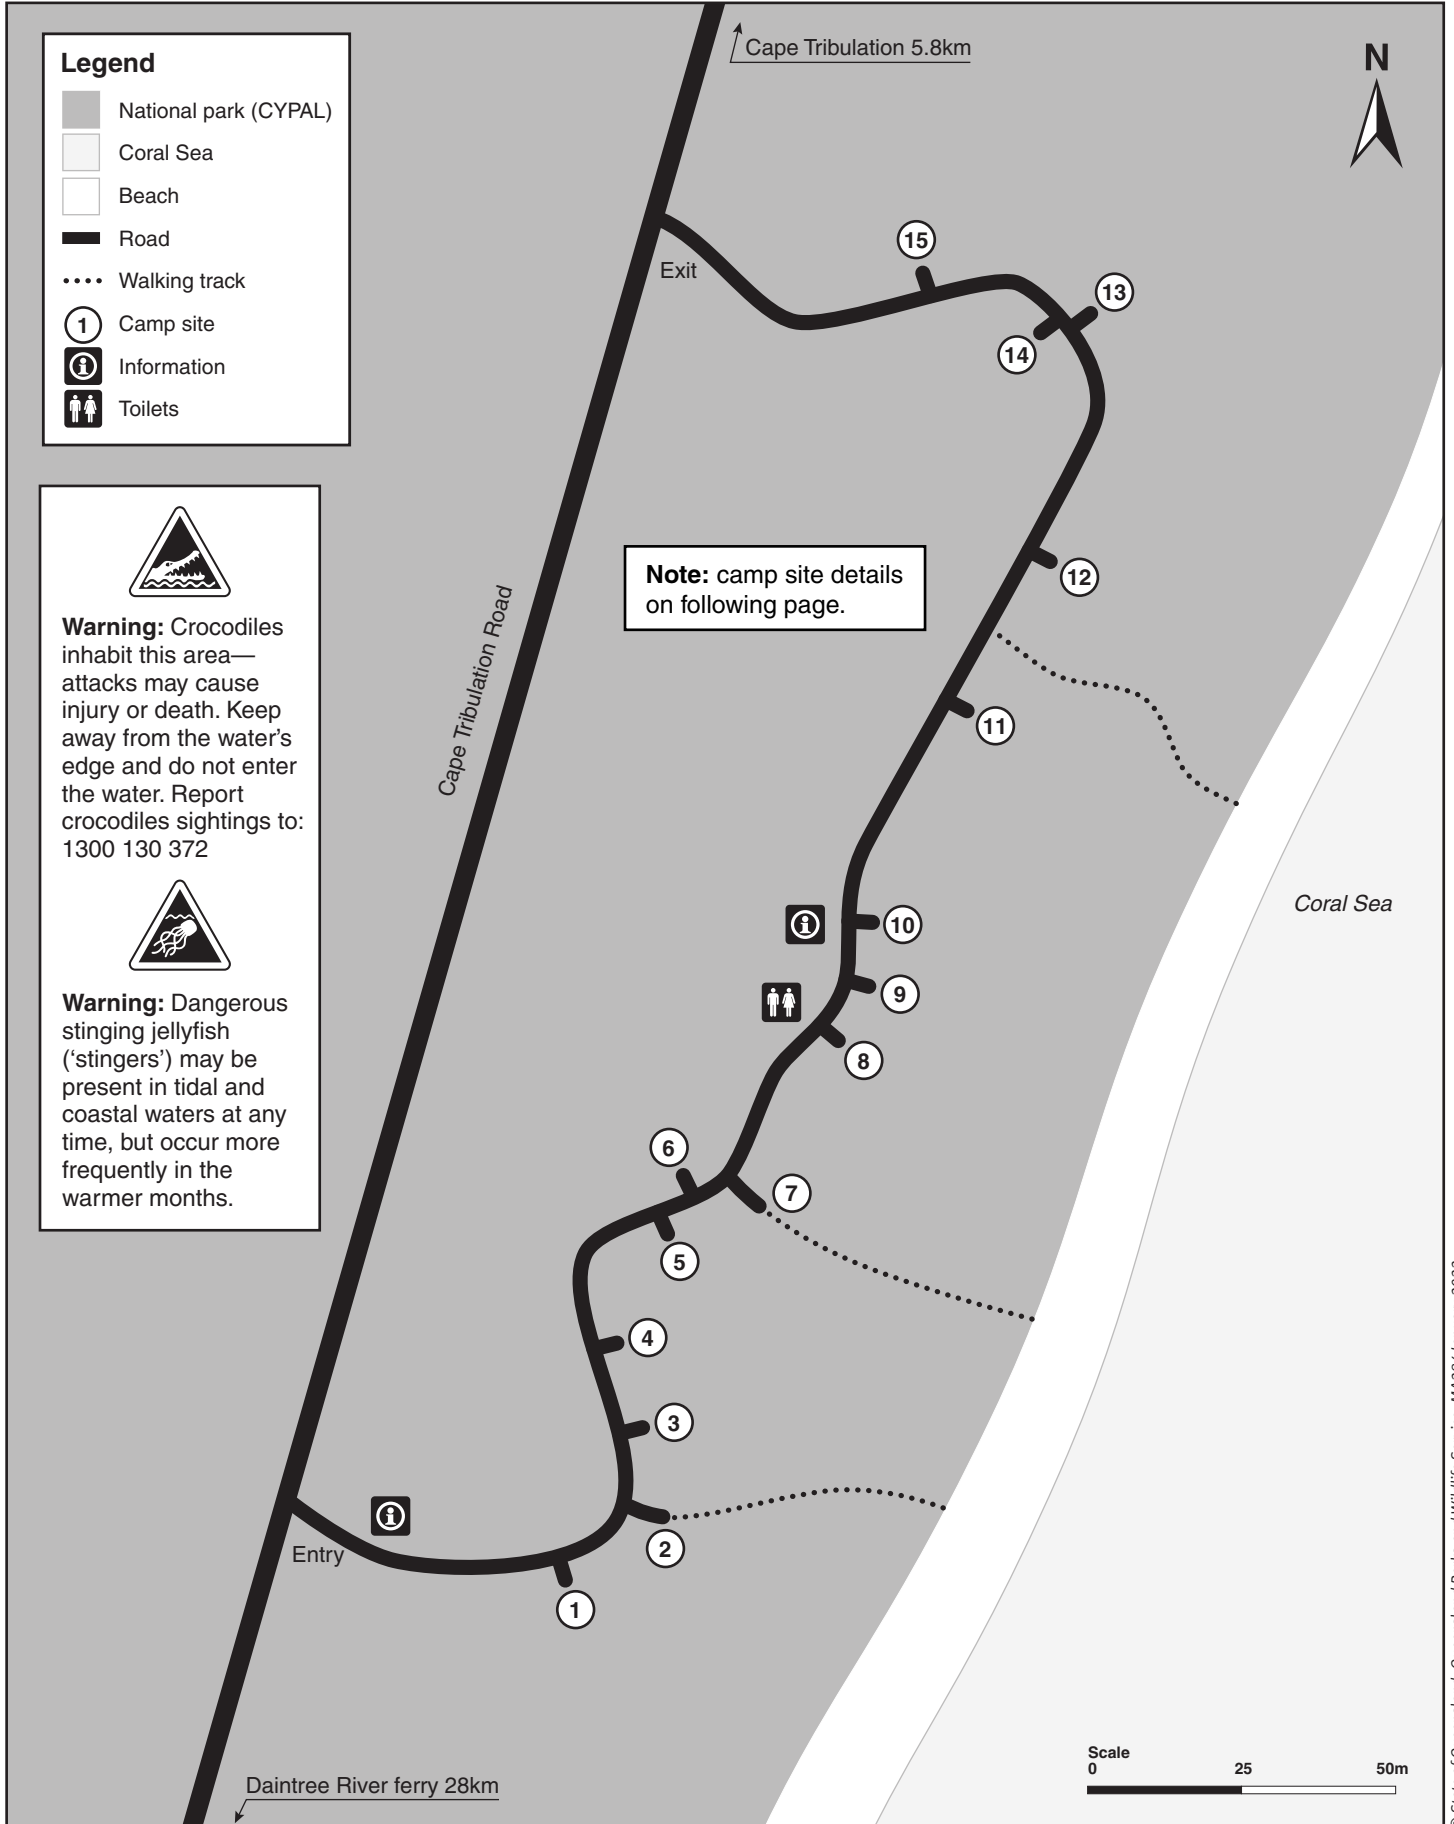 Cape Tribulation 5.8km
N
Legend
National park (CYPAL)
Coral Sea
Beach
Road
Walking track
1 Camp site
Information
Toilets
Exit
15
13
14
Warning: Crocodiles
inhabit this area—
attacks may cause
injury or death. Keep
away from the water’s
edge and do not enter
the water. Report
crocodiles sightings to:
1300 130 372
Warning: Dangerous
stinging jellyfish
(‘stingers’) may be
present in tidal and
coastal waters at any
time, but occur more
frequently in the
warmer months.
Note: camp site details
on following page.
Cape Tribulation Road
12
11
Coral Sea
10
9
8
6
7
5
4
3
2
Entry
1
Daintree River ferry 28km
Scale
0 25 50m